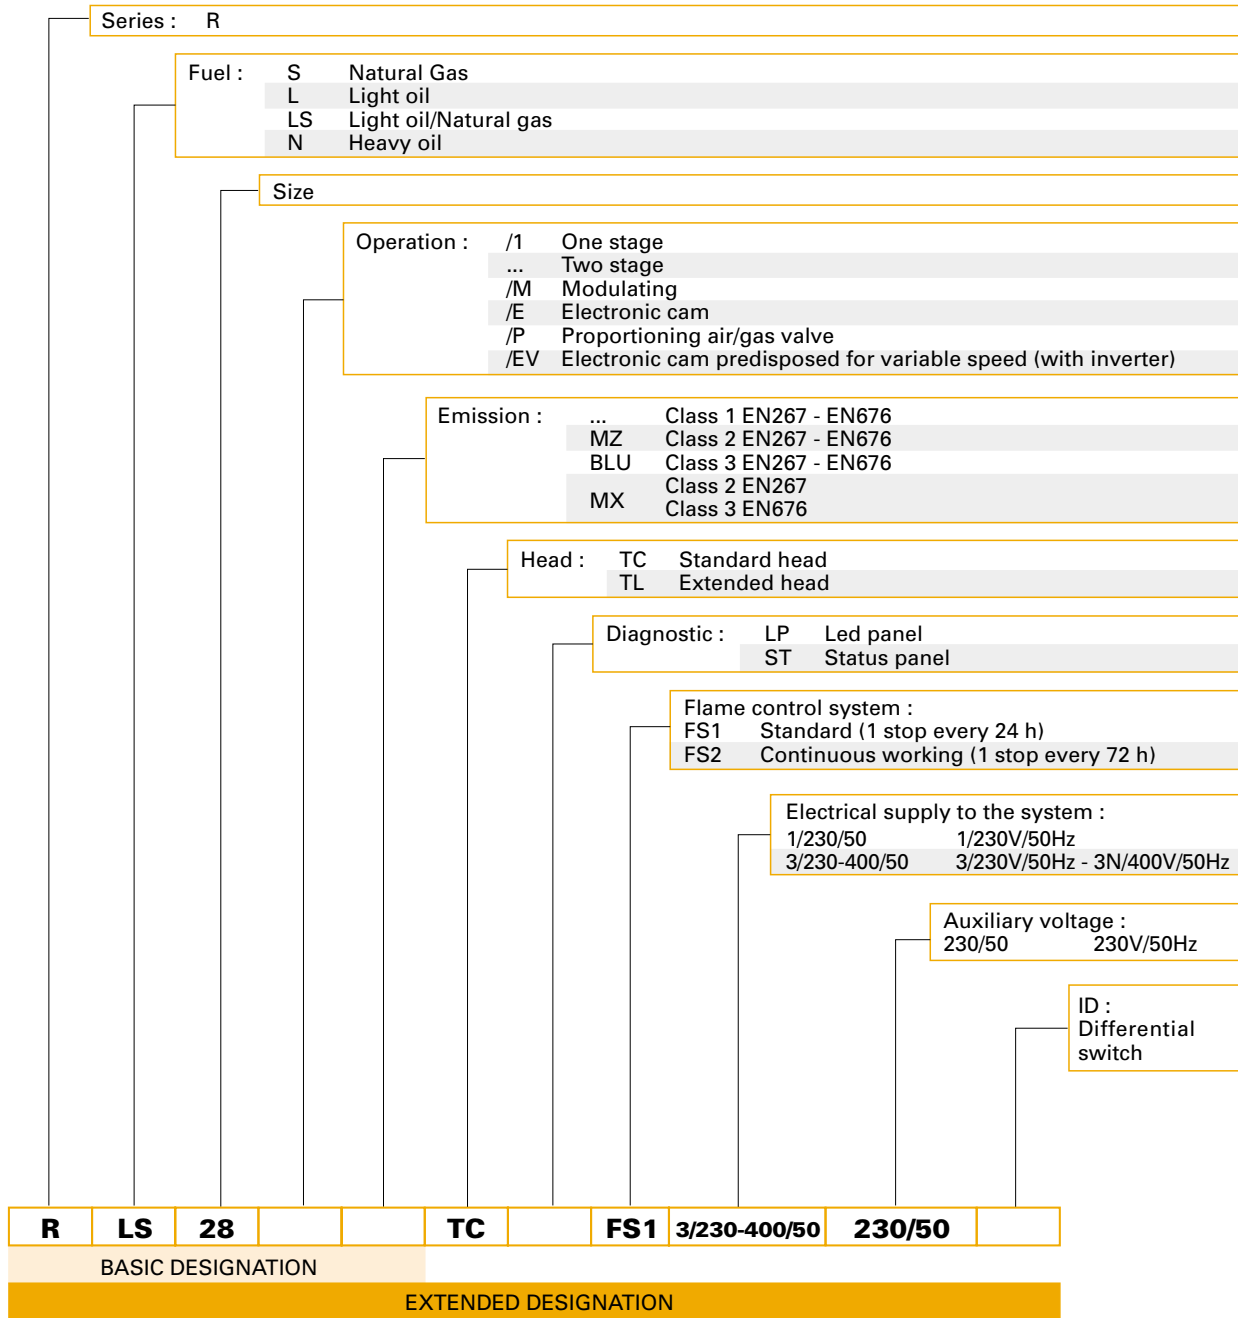 Series : R
Fuel : S Natural Gas
L Light oil
LS Light oil/Natural gas
N Heavy oil
Size
Operation : /1 One stage
... Two stage
/M Modulating
/E Electronic cam
/P Proportioning air/gas valve
/EV Electronic cam predisposed for variable speed (with inverter)
Emission : ... Class 1 EN267 - EN676
MZ Class 2 EN267 - EN676
BLU Class 3 EN267 - EN676
MX Class 2 EN267
Class 3 EN676
Head : TC Standard head
TL Extended head
Diagnostic : LP Led panel
ST Status panel
Flame control system :
FS1 Standard (1 stop every 24 h)
FS2 Continuous working (1 stop every 72 h)
Electrical supply to the system :
1/230/50 1/230V/50Hz
3/230-400/50 3/230V/50Hz - 3N/400V/50Hz
Auxiliary voltage :
230/50 230V/50Hz
ID :
Differential
switch
R LS 28 TC FS1 3/230-400/50 230/50
BASIC DESIGNATION
EXTENDED DESIGNATION